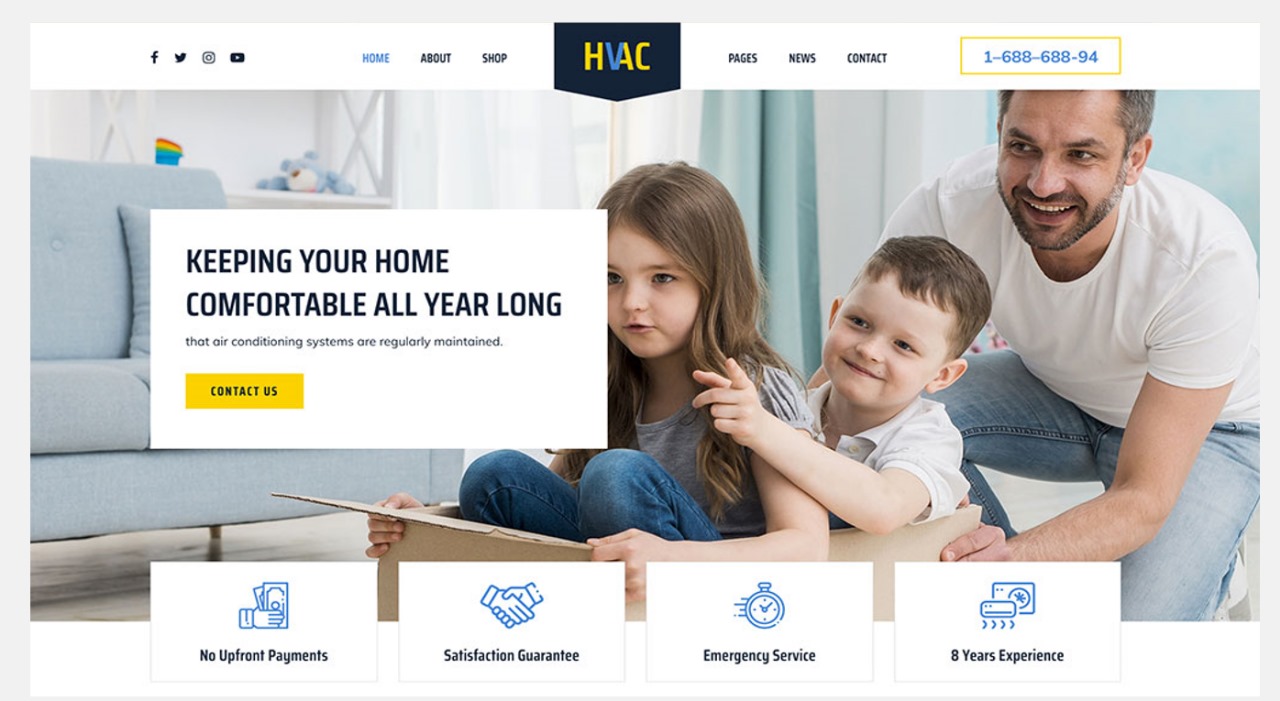 HOME
ABOUT
SHOP
HVAC
PAGES
NEWS
CONTACT
1–688–688-94
KEEPING YOUR HOME
COMFORTABLE ALL YEAR LONG
that air conditioning systems are regularly maintained.
CONTACT US
No Upfront Payments
Satisfaction Guarantee
Emergency Service
8 Years Experience